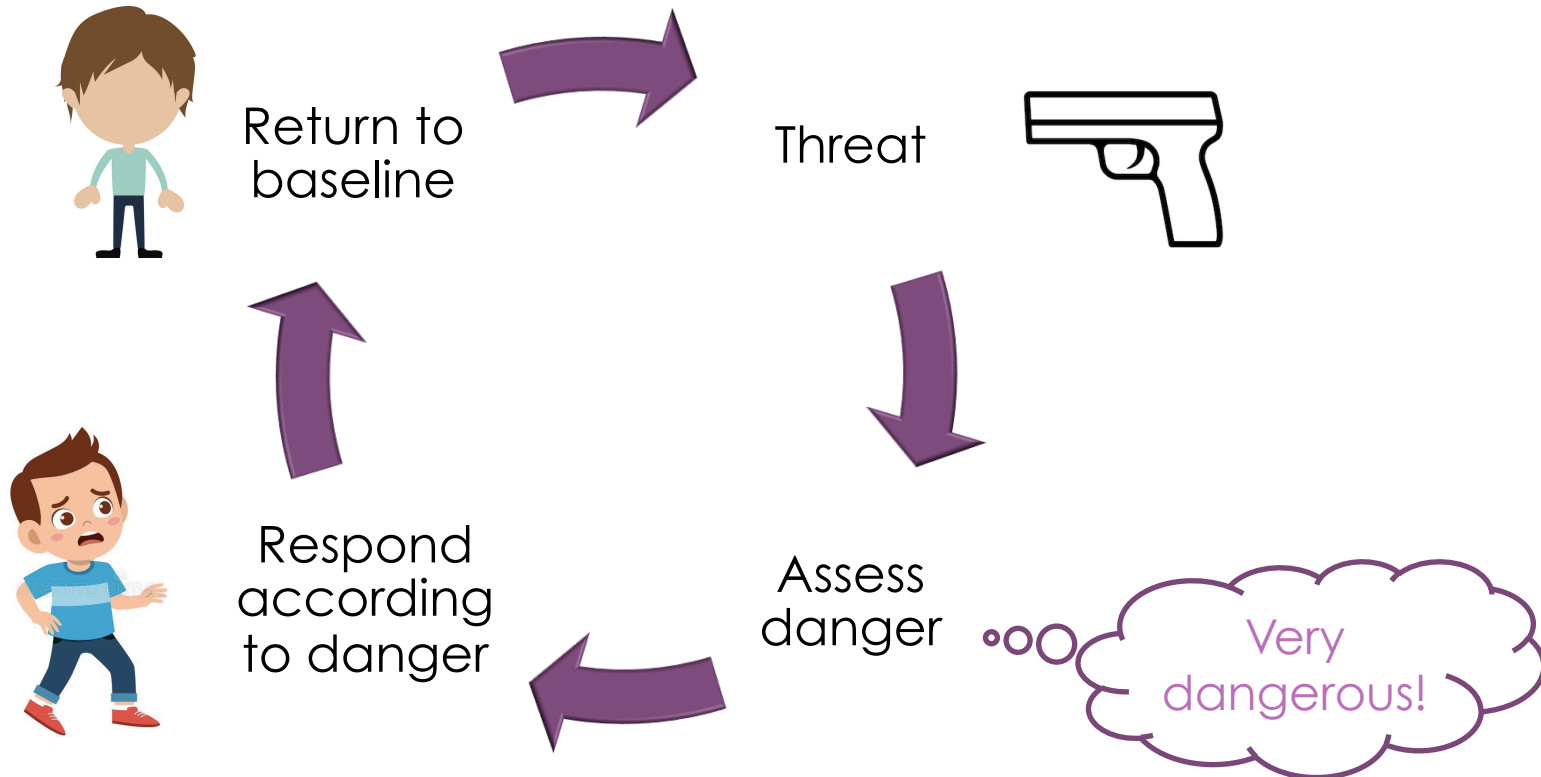 Return to
baseline
Threat
Assess
danger
Very
dangerous!
Respond
according
to danger